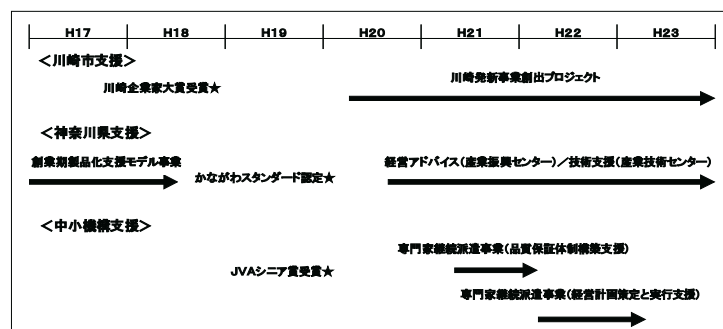 H17 H18 H19 H20 H21 H22 H23
＜川崎市支援＞
川崎企業家大賞受賞★
川崎発新事業創出プロジェクト
＜神奈川県支援＞
創業期製品化支援モデル事業
かながわスタンダード認定★
経営アドバイス（産業振興センター）／技術支援（産業技術センター）
＜中小機構支援＞
専門家継続派遣事業（品質保証体制構築支援）
JVAシニア賞受賞★
専門家継続派遣事業（経営計画策定と実行支援）